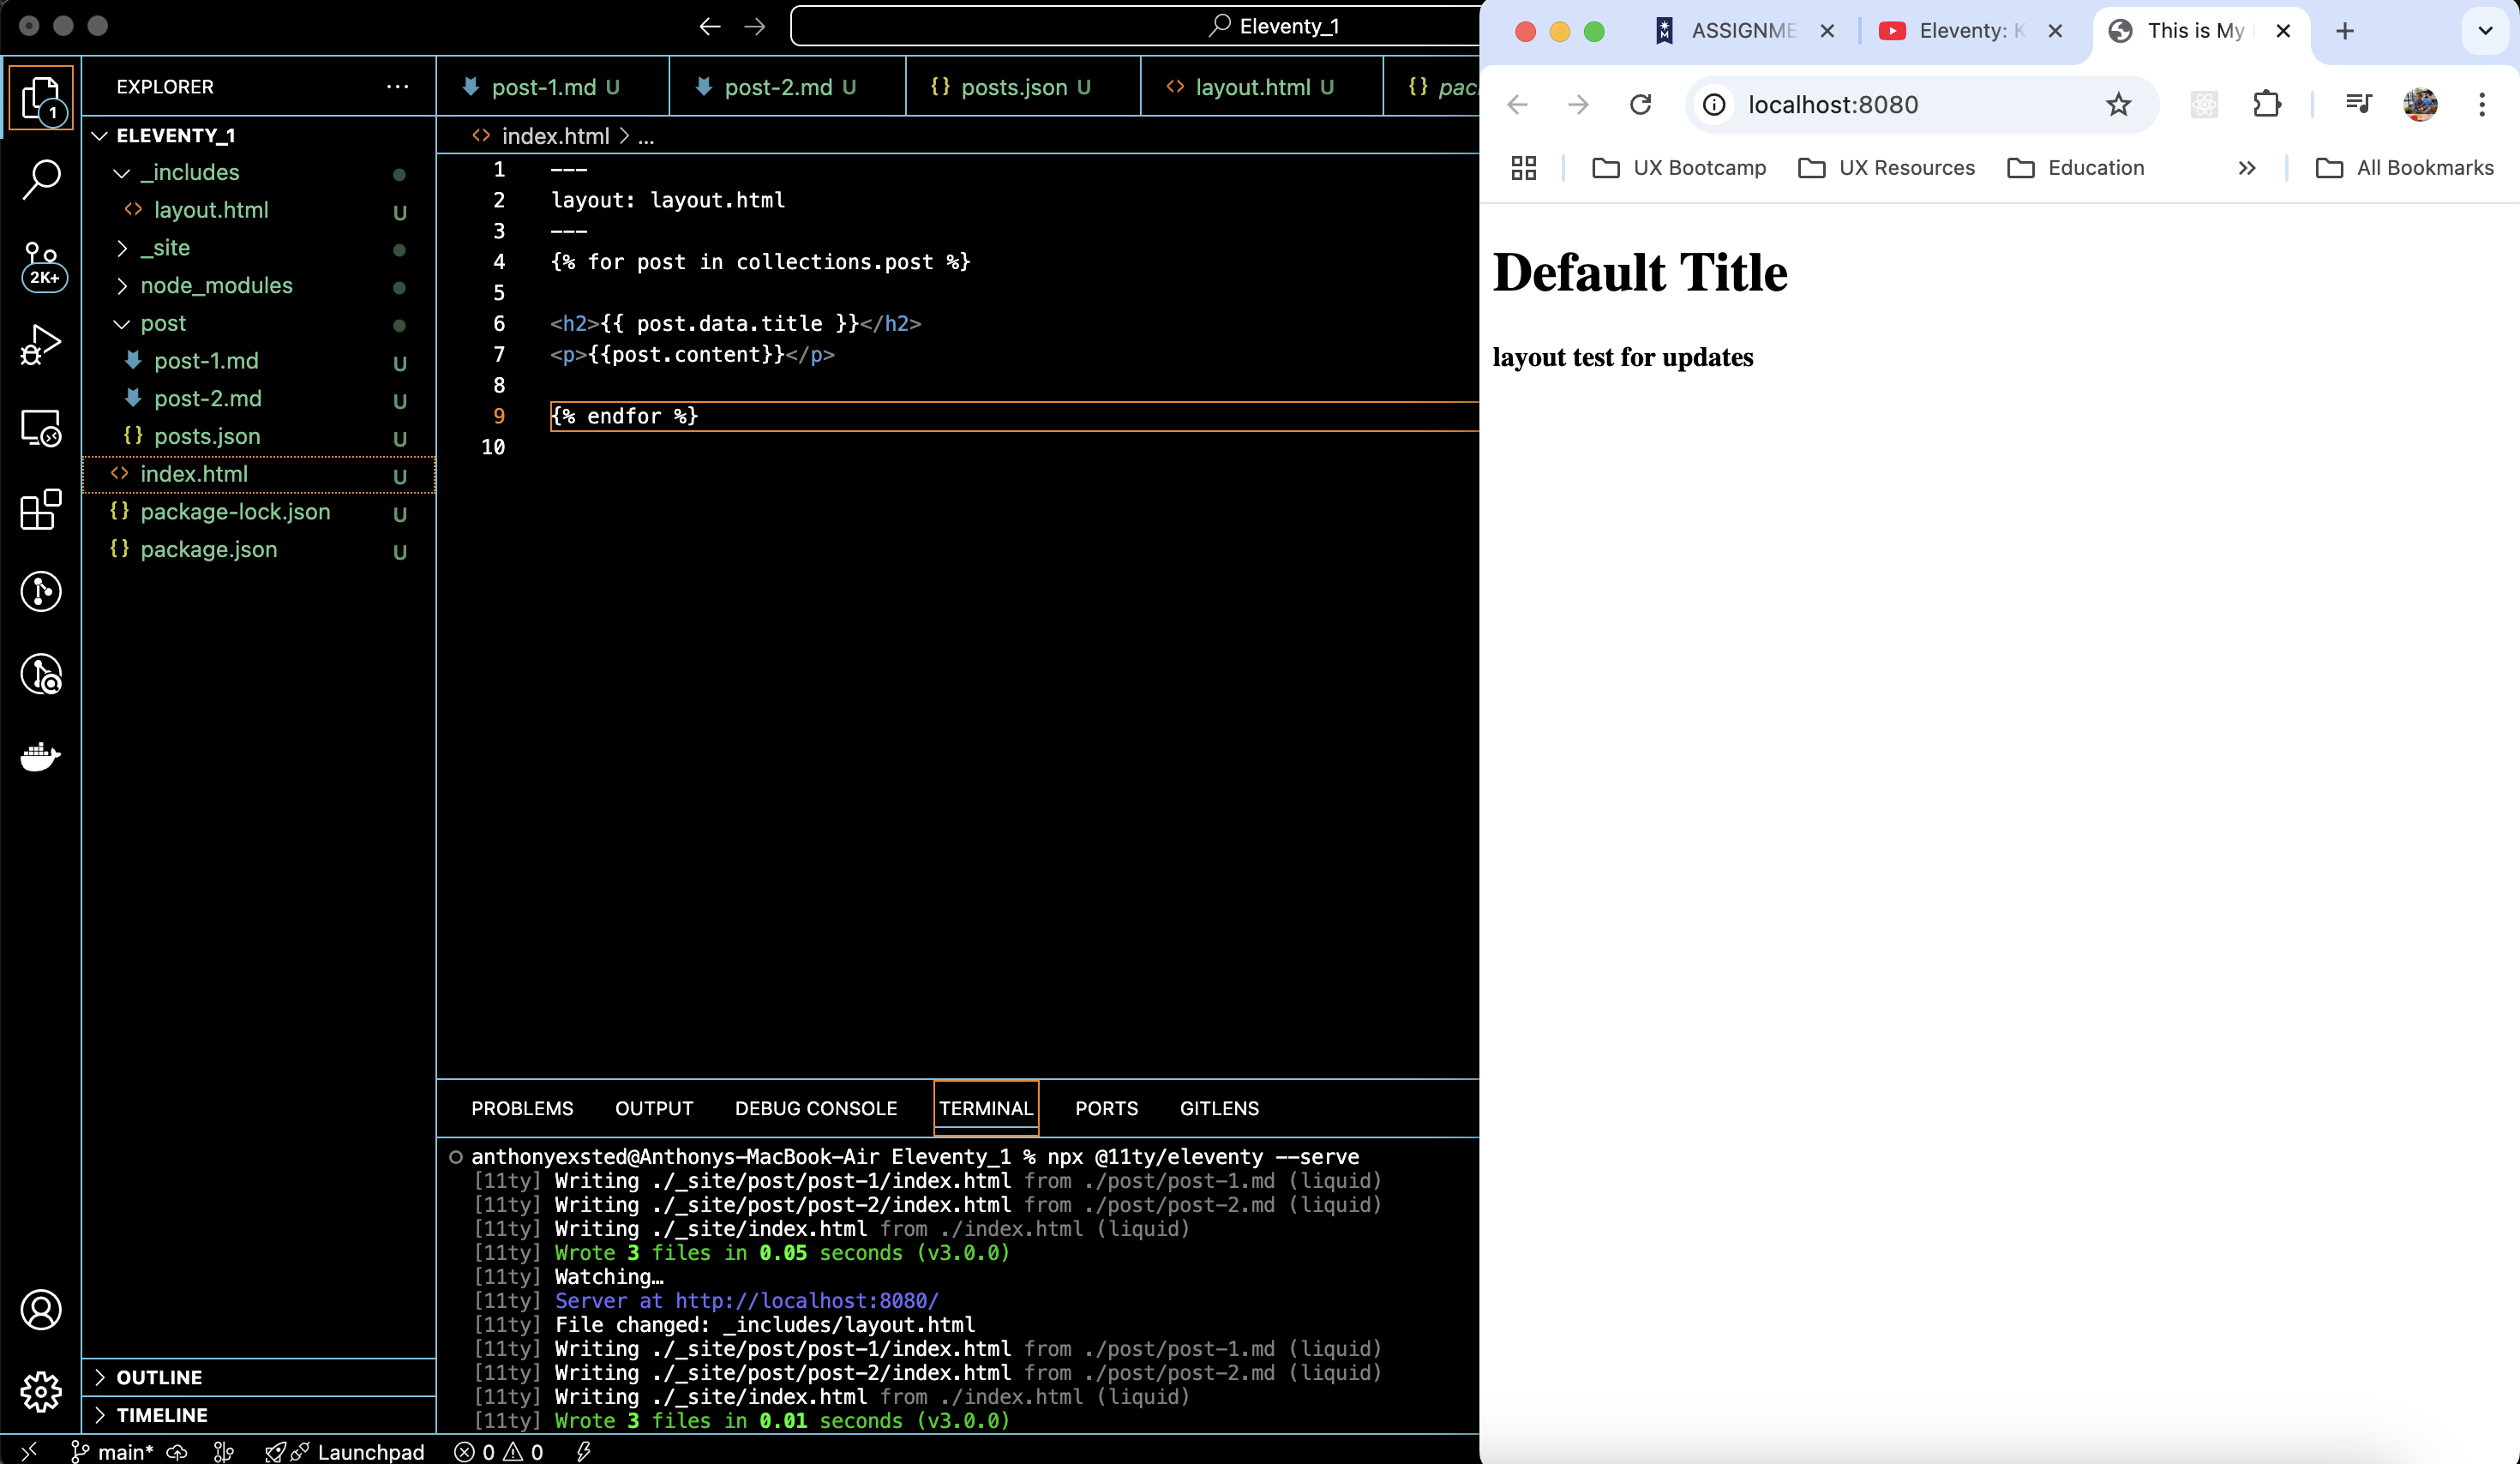 Eleventy_1
EXPLORER
ELEVENTY_1
_includes
layout.html U
_site
node_modules
post
post-1.md U
post-2.md U
posts.json U
index.html U
package-lock.json U
package.json U
1
2K+
OUTLINE
TIMELINE
post-1.md U
post-2.md U
{} posts.json U
<> layout.html U
{} pac
<> index.html > ...
1 ---
2 layout: layout.html
3 ---
4 {% for post in collections.post %}
5
6 <h2>{{ post.data.title }}</h2>
7 <p>{{post.content}}</p>
8
9 {% endfor %}
10
PROBLEMS OUTPUT DEBUG CONSOLE TERMINAL PORTS GITLENS
anthonyexsted@Anthonys-MacBook-Air Eleventy_1 % npx @11ty/eleventy --serve
[11ty] Writing ./_site/post/post-1/index.html from ./post/post-1.md (liquid)
[11ty] Writing ./_site/post/post-2/index.html from ./post/post-2.md (liquid)
[11ty] Writing ./_site/index.html from ./index.html (liquid)
[11ty] Wrote 3 files in 0.05 seconds (v3.0.0)
[11ty] Watching…
[11ty] Server at http://localhost:8080/
[11ty] File changed: _includes/layout.html
[11ty] Writing ./_site/post/post-1/index.html from ./post/post-1.md (liquid)
[11ty] Writing ./_site/post/post-2/index.html from ./post/post-2.md (liquid)
[11ty] Writing ./_site/index.html from ./index.html (liquid)
[11ty] Wrote 3 files in 0.01 seconds (v3.0.0)
main* Launchpad 0 0
ASSIGNME Eleventy: K This is My
localhost:8080
UX Bootcamp UX Resources Education All Bookmarks
Default Title
layout test for updates